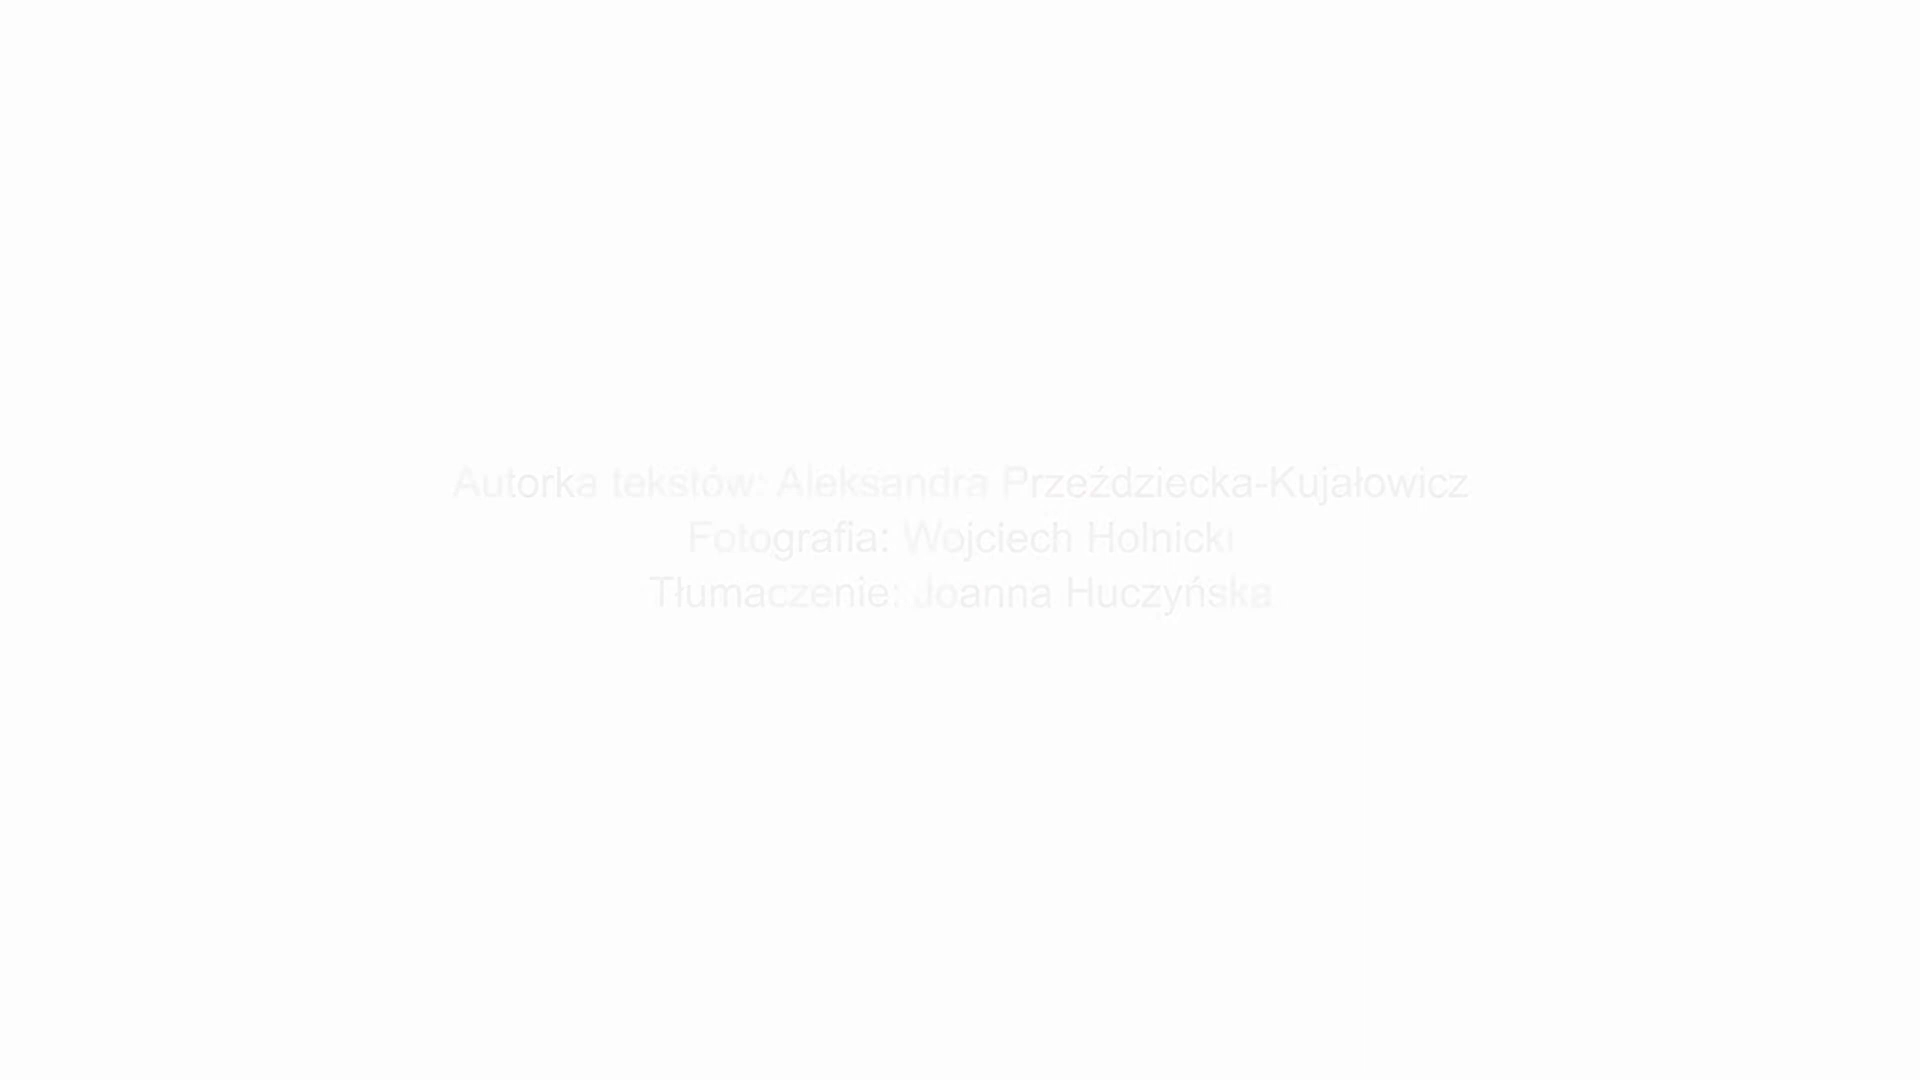 Autorka tekstów: Aleksandra Przeździecka-Kujałowicz
Fotografia: Wojciech Holnicki
Tłumaczenie: Joanna Huczyńska